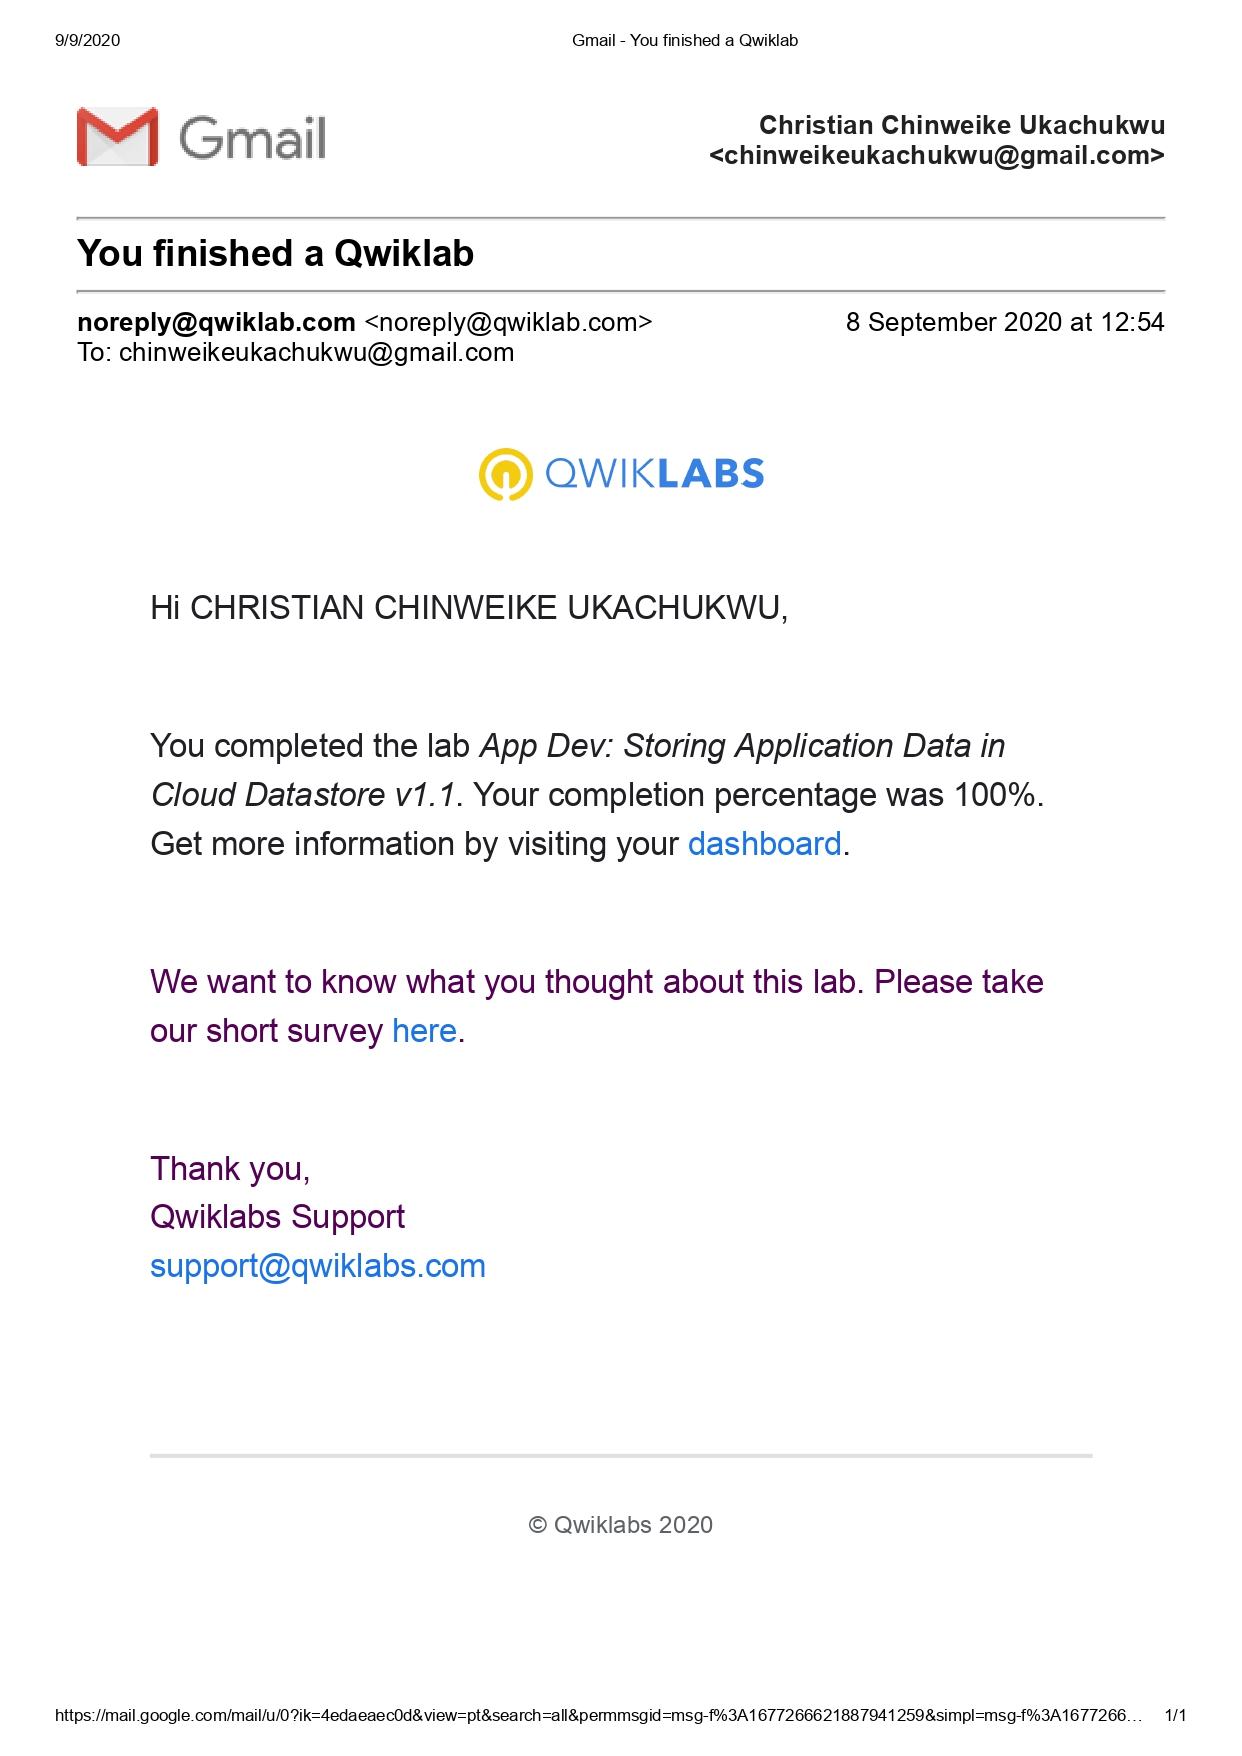 9/9/2020 Gmail - You finished a Qwiklab
Gmail
Christian Chinweike Ukachukwu
<chinweikeukachukwu@gmail.com>
You finished a Qwiklab
noreply@qwiklab.com <noreply@qwiklab.com> 8 September 2020 at 12:54
To: chinweikeukachukwu@gmail.com
QWIKLABS
Hi CHRISTIAN CHINWEIKE UKACHUKWU,
You completed the lab App Dev: Storing Application Data in
Cloud Datastore v1.1. Your completion percentage was 100%.
Get more information by visiting your dashboard.
We want to know what you thought about this lab. Please take
our short survey here.
Thank you,
Qwiklabs Support
support@qwiklabs.com
© Qwiklabs 2020
https://mail.google.com/mail/u/0?ik=4edaeaec0d&view=pt&search=all&permmsgid=msg-f%3A1677266621887941259&simpl=msg-f%3A1677266… 1/1